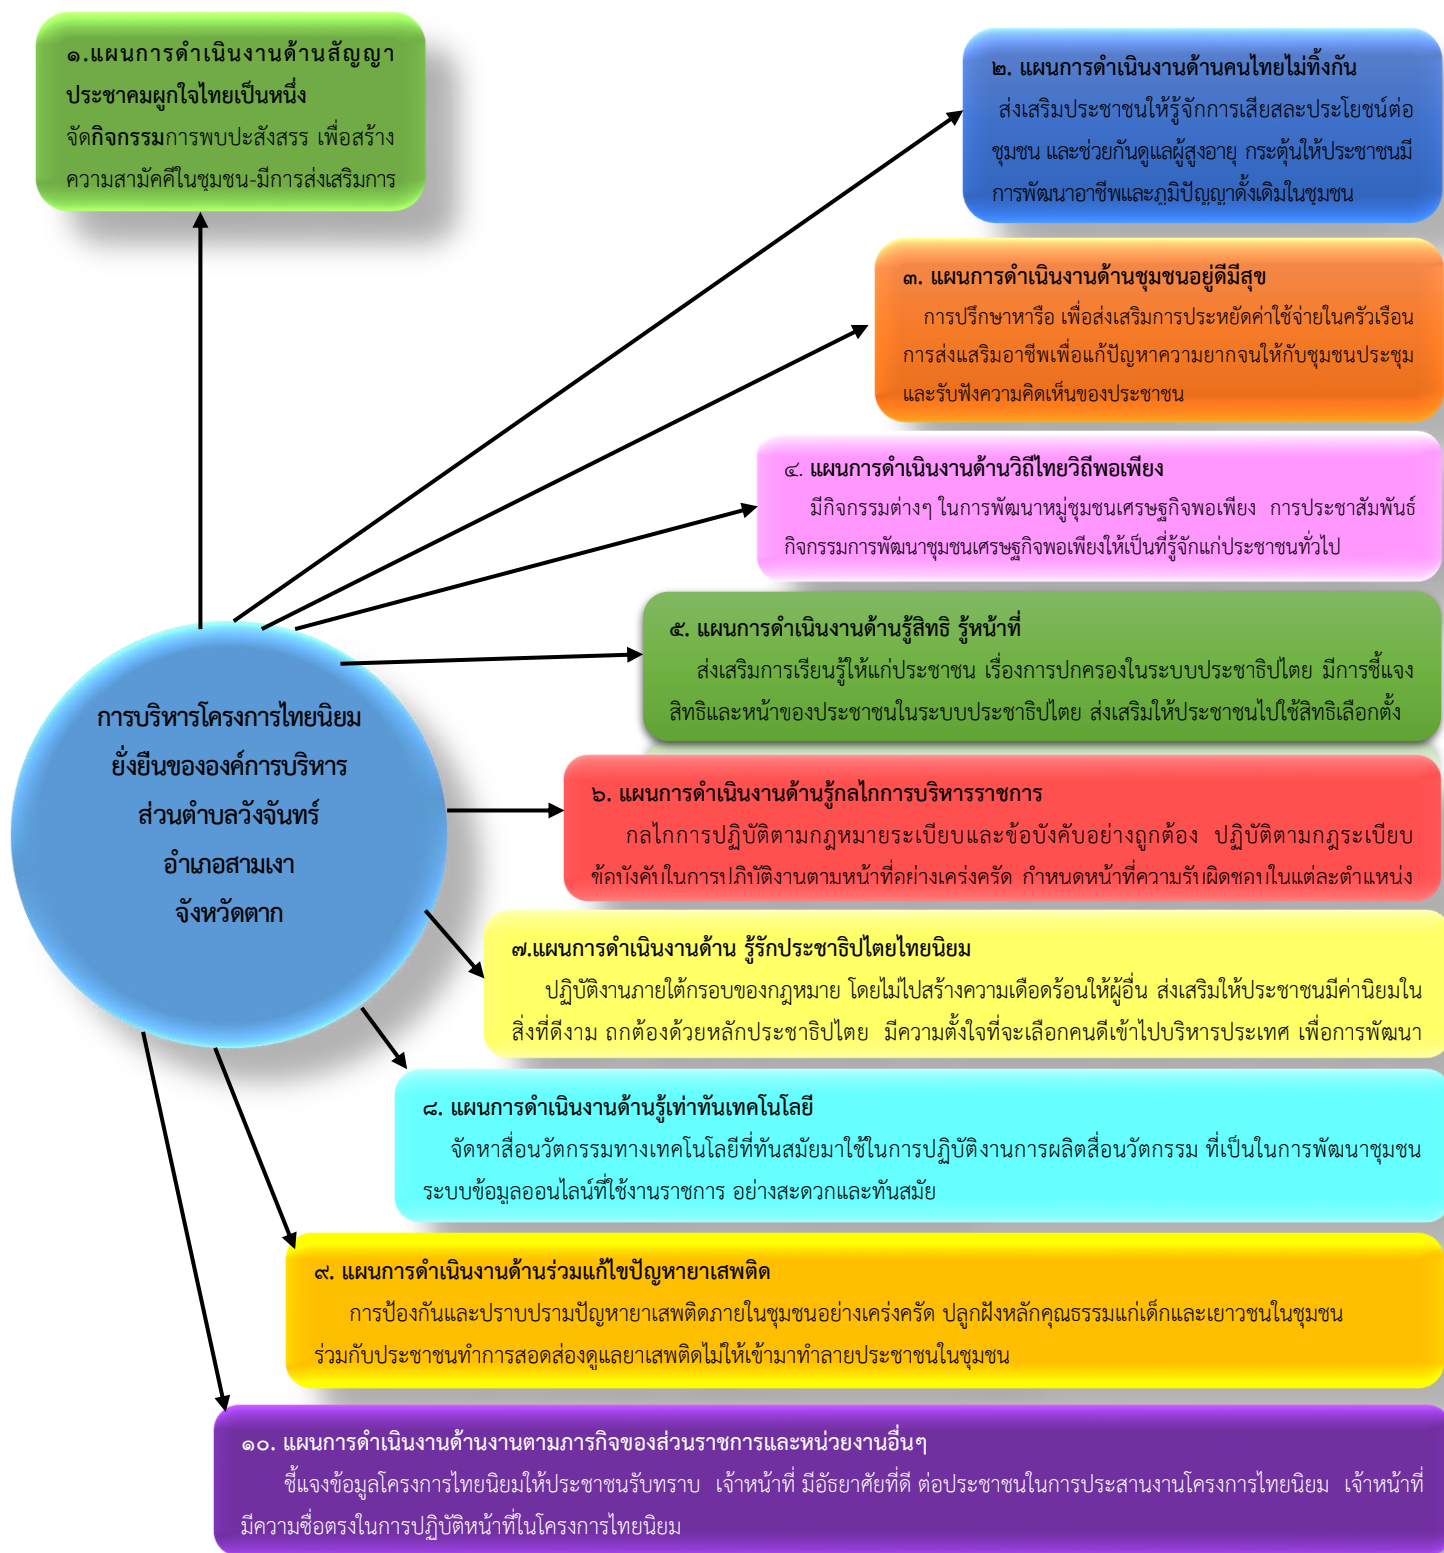 ๑.แผนการดำเนินงานด้านสัญญา
ประชาคมผูกใจไทยเป็นหนึ่ง
จัดกิจกรรมการพบปะสังสรร เพื่อสร้าง
ความสามัคคีในชุมชน-มีการส่งเสริมการ
๒. แผนการดำเนินงานด้านคนไทยไม่ทิ้งกัน
ส่งเสริมประชาชนให้รู้จักการเสียสละประโยชน์ต่อ
ชุมชน และช่วยกันดูแลผู้สูงอายุ กระตุ้นให้ประชาชนมี
การพัฒนาอาชีพและภูมิปัญญาดั้งเดิมในชุมชน
๓. แผนการดำเนินงานด้านชุมชนอยู่ดีมีสุข
การปรึกษาหารือ เพื่อส่งเสริมการประหยัดค่าใช้จ่ายในครัวเรือน
การส่งแสริมอาชีพเพื่อแก้ปัญหาความยากจนให้กับชุมชนประชุม
และรับฟังความคิดเห็นของประชาชน
๔. แผนการดำเนินงานด้านวิถีไทยวิถีพอเพียง
มีกิจกรรมต่างๆ ในการพัฒนาหมู่ชุมชนเศรษฐกิจพอเพียง การประชาสัมพันธ์
กิจกรรมการพัฒนาชุมชนเศรษฐกิจพอเพียงให้เป็นที่รู้จักแก่ประชาชนทั่วไป
๕. แผนการดำเนินงานด้านรู้สิทธิ รู้หน้าที่
ส่งเสริมการเรียนรู้ให้แก่ประชาชน เรื่องการปกครองในระบบประชาธิปไตย มีการชี้แจง
สิทธิและหน้าของประชาชนในระบบประชาธิปไตย ส่งเสริมให้ประชาชนไปใช้สิทธิเลือกตั้ง
การบริหารโครงการไทยนิยม
ยั่งยืนขององค์การบริหาร
ส่วนตำบลวังจันทร์
อำเภอสามเงา
จังหวัดตาก
๖. แผนการดำเนินงานด้านรู้กลไกการบริหารราชการ
กลไกการปฏิบัติตามกฎหมายระเบียบและข้อบังคับอย่างถูกต้อง ปฏิบัติตามกฎระเบียบ
ข้อบังคับในการปฏิบัติงานตามหน้าที่อย่างเคร่งครัด กำหนดหน้าที่ความรับผิดชอบในแต่ละตำแหน่ง
๗.แผนการดำเนินงานด้าน รู้รักประชาธิปไตยไทยนิยม
ปฏิบัติงานภายใต้กรอบของกฎหมาย โดยไม่ไปสร้างความเดือดร้อนให้ผู้อื่น ส่งเสริมให้ประชาชนมีค่านิยมใน
สิ่งที่ดีงาม ถูกต้องด้วยหลักประชาธิปไตย มีความตั้งใจที่จะเลือกคนดีเข้าไปบริหารประเทศ เพื่อการพัฒนา
๘. แผนการดำเนินงานด้านรู้เท่าทันเทคโนโลยี
จัดหาสื่อนวัตกรรมทางเทคโนโลยีที่ทันสมัยมาใช้ในการปฏิบัติงานการผลิตสื่อนวัตกรรม ที่เป็นในการพัฒนาชุมชน
ระบบข้อมูลออนไลน์ที่ใช้งานราชการ อย่างสะดวกและทันสมัย
๙. แผนการดำเนินงานด้านร่วมแก้ไขปัญหายาเสพติด
การป้องกันและปราบปรามปัญหายาเสพติดภายในชุมชนอย่างเคร่งครัด ปลูกฝังหลักคุณธรรมแก่เด็กและเยาวชนในชุมชน
ร่วมกับประชาชนทำการสอดส่องดูแลยาเสพติดไม่ให้เข้ามาทำลายประชาชนในชุมชน
๑๐. แผนการดำเนินงานด้านงานตามภารกิจของส่วนราชการและหน่วยงานอื่นๆ
ชี้แจงข้อมูลโครงการไทยนิยมให้ประชาชนรับทราบ เจ้าหน้าที่ มีอัธยาศัยที่ดี ต่อประชาชนในการประสานงานโครงการไทยนิยม เจ้าหน้าที่
มีความซื่อตรงในการปฏิบัติหน้าที่ในโครงการไทยนิยม